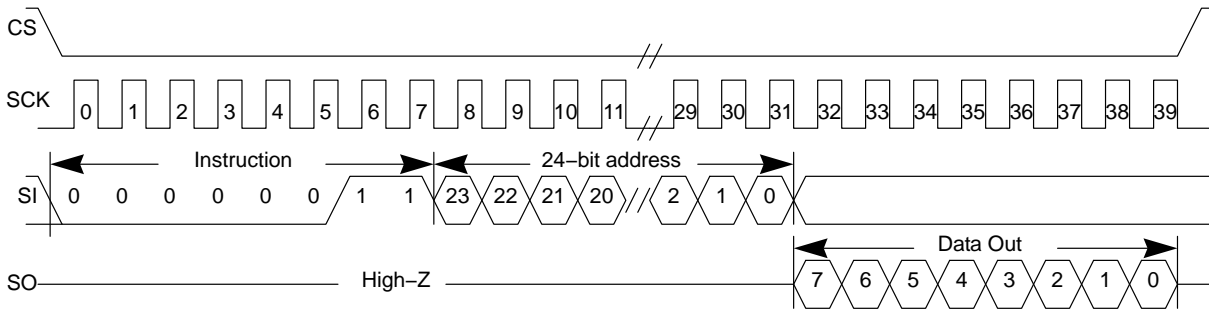 CS
SCK 0 1 2 3 4 5 6 7 8 9 10 11 29 30 31 32 33 34 35 36 37 38 39
Instruction 24−bit address
SI 0 0 0 0 0 0 1 1 23 22 21 20 2 1 0
Data Out
SO High−Z 7 6 5 4 3 2 1 0